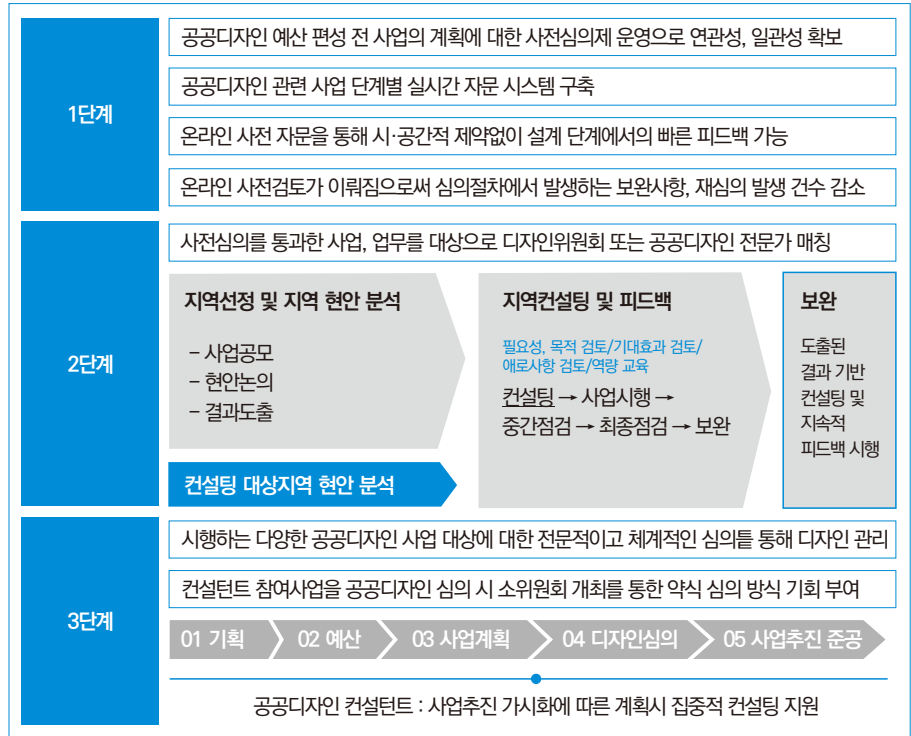 1단계
공공디자인 예산 편성 전 사업의 계획에 대한 사전심의제 운영으로 연관성, 일관성 확보
공공디자인 관련 사업 단계별 실시간 자문 시스템 구축
온라인 사전 자문을 통해 시·공간적 제약없이 설계 단계에서의 빠른 피드백 가능
온라인 사전검토가 이뤄짐으로써 심의절차에서 발생하는 보완사항, 재심의 발생 건수 감소
2단계
사전심의를 통과한 사업, 업무를 대상으로 디자인위원회 또는 공공디자인 전문가 매칭
지역선정 및 지역 현안 분석
– 사업공모
– 현안논의
– 결과도출
컨설팅 대상지역 현안 분석
지역컨설팅 및 피드백
필요성, 목적 검토/기대효과 검토/
애로사항 검토/역량 교육
컨설팅 → 사업시행 →
중간점검 → 최종점검 → 보완
보완
도출된
결과 기반
컨설팅 및
지속적
피드백 시행
3단계
시행하는 다양한 공공디자인 사업 대상에 대한 전문적이고 체계적인 심의틀 통해 디자인 관리
컨설턴트 참여사업을 공공디자인 심의 시 소위원회 개최를 통한 약식 심의 방식 기회 부여
01 기획
02 예산
03 사업계획
04 디자인심의
05 사업추진 준공
공공디자인 컨설턴트 : 사업추진 가시화에 따른 계획시 집중적 컨설팅 지원